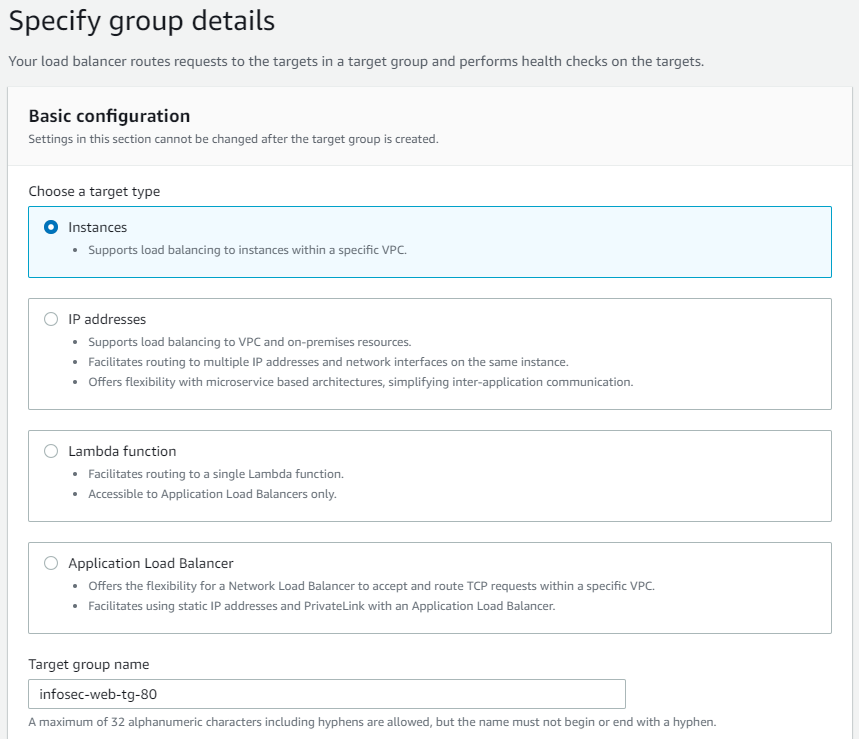 Specify group details
Your load balancer routes requests to the targets in a target group and performs health checks on the targets.
Basic configuration
Settings in this section cannot be changed after the target group is created.
Choose a target type
Instances
• Supports load balancing to instances within a specific VPC.
IP addresses
• Supports load balancing to VPC and on-premises resources.
• Facilitates routing to multiple IP addresses and network interfaces on the same instance.
• Offers flexibility with microservice based architectures, simplifying inter-application communication.
Lambda function
• Facilitates routing to a single Lambda function.
• Accessible to Application Load Balancers only.
Application Load Balancer
• Offers the flexibility for a Network Load Balancer to accept and route TCP requests within a specific VPC.
• Facilitates using static IP addresses and PrivateLink with an Application Load Balancer.
Target group name
infosec-web-tg-80
A maximum of 32 alphanumeric characters including hyphens are allowed, but the name must not begin or end with a hyphen.